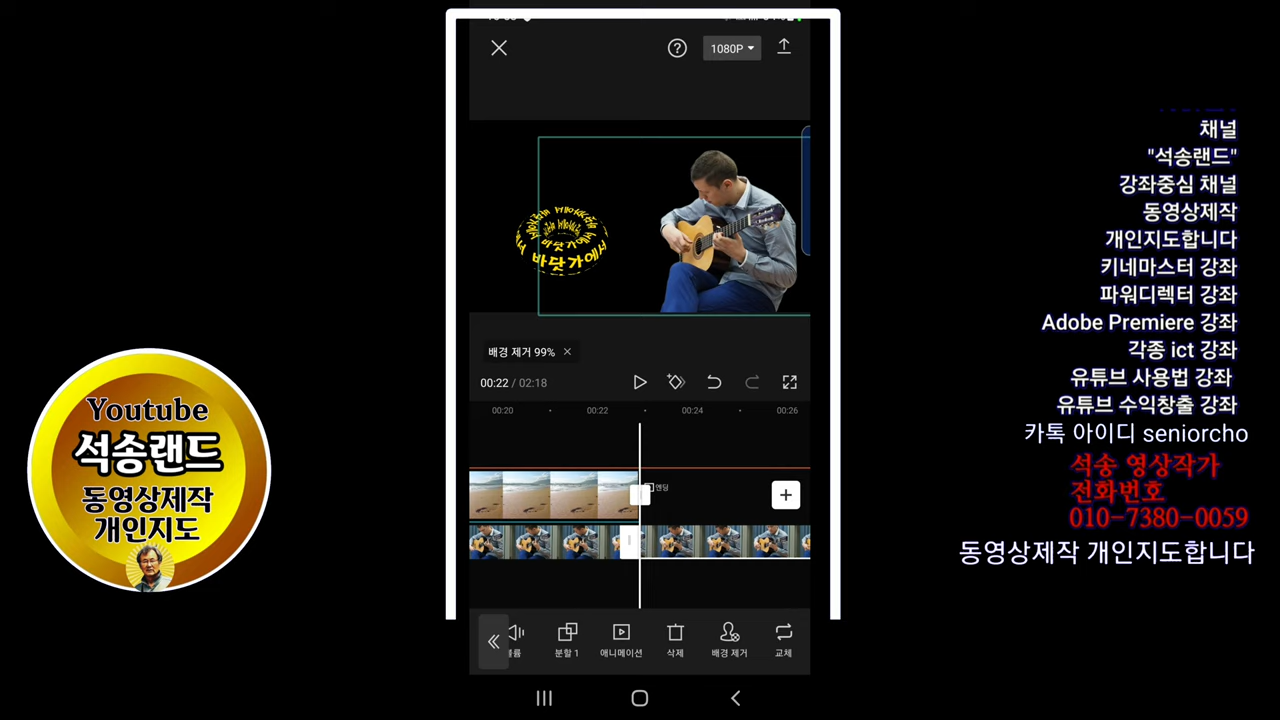 1080P
바닷가에서
배경 제거 99%
00:22 / 02:18
00:20
00:22
00:24
00:26
엔딩
분할 1
애니메이션
삭제
배경 제거
교체
Youtube
석송랜드
동영상제작
개인지도
채널
"석송랜드"
강좌중심 채널
동영상제작
개인지도합니다
키네마스터 강좌
파워디렉터 강좌
Adobe Premiere 강좌
각종 ict 강좌
유튜브 사용법 강좌
유튜브 수익창출 강좌
카톡 아이디 seniorcho
석송 영상작가
전화번호
010-7380-0059
동영상제작 개인지도합니다